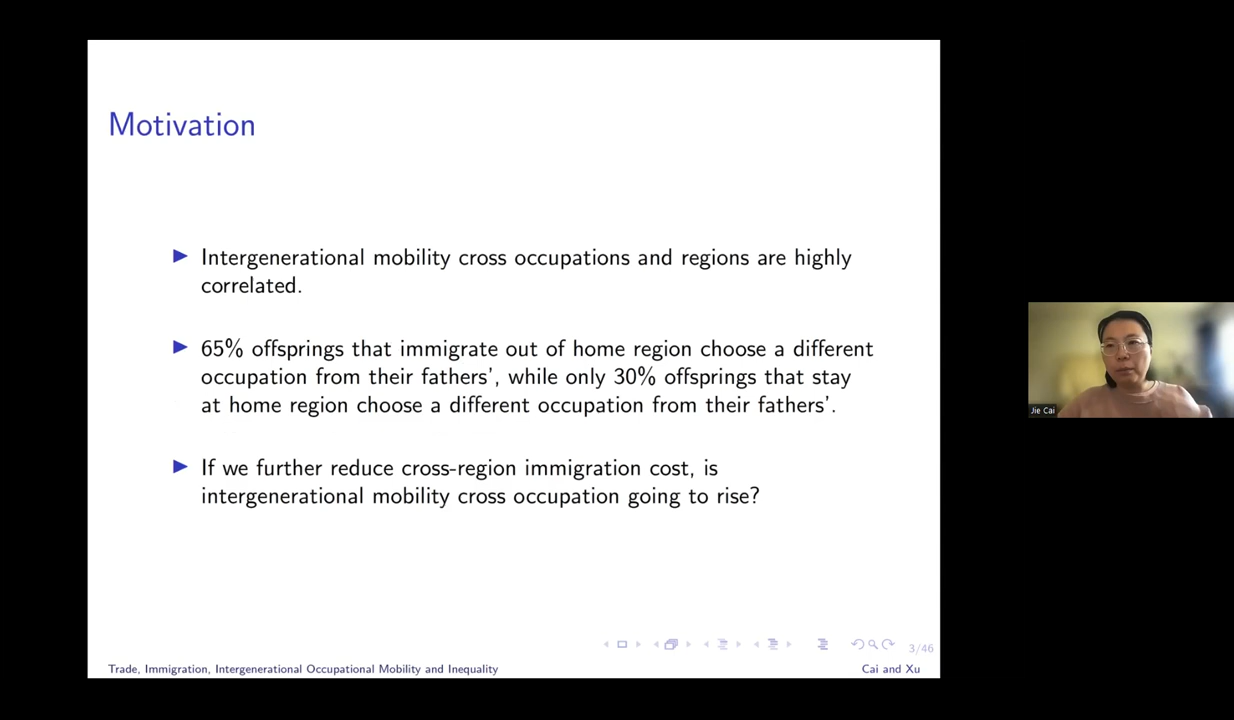 Motivation
Intergenerational mobility cross occupations and regions are highly
correlated.
65% offsprings that immigrate out of home region choose a different
occupation from their fathers', while only 30% offsprings that stay
at home region choose a different occupation from their fathers'.
If we further reduce cross-region immigration cost, is
intergenerational mobility cross occupation going to rise?
3/46
Trade, Immigration, Intergenerational Occupational Mobility and Inequality
Cai and Xu
Jie Cai